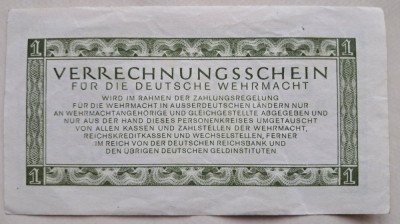 1 1
VERRECHNUNGSSCHEIN
FÜR DIE DEUTSCHE WEHRMACHT
WIRD IM RAHMEN DER ZAHLUNGSREGELUNG
FÜR DIE WEHRMACHT IN AUSSERDEUTSCHEN LÄNDERN NUR
AN WEHRMACHTANGEHÖRIGE UND GLEICHGESTELLTE ABGEGEBEN UND
NUR AUS DER HAND DIESES PERSONENKREISES UMGETAUSCHT
VON ALLEN KASSEN UND ZAHLSTELLEN DER WEHRMACHT,
REICHSKREDITKASSEN UND WECHSELSTELLEN, FERNER
IM REICH VON DER DEUTSCHEN REICHSBANK UND
DEN ÜBRIGEN DEUTSCHEN GELDINSTITUTEN
1 1